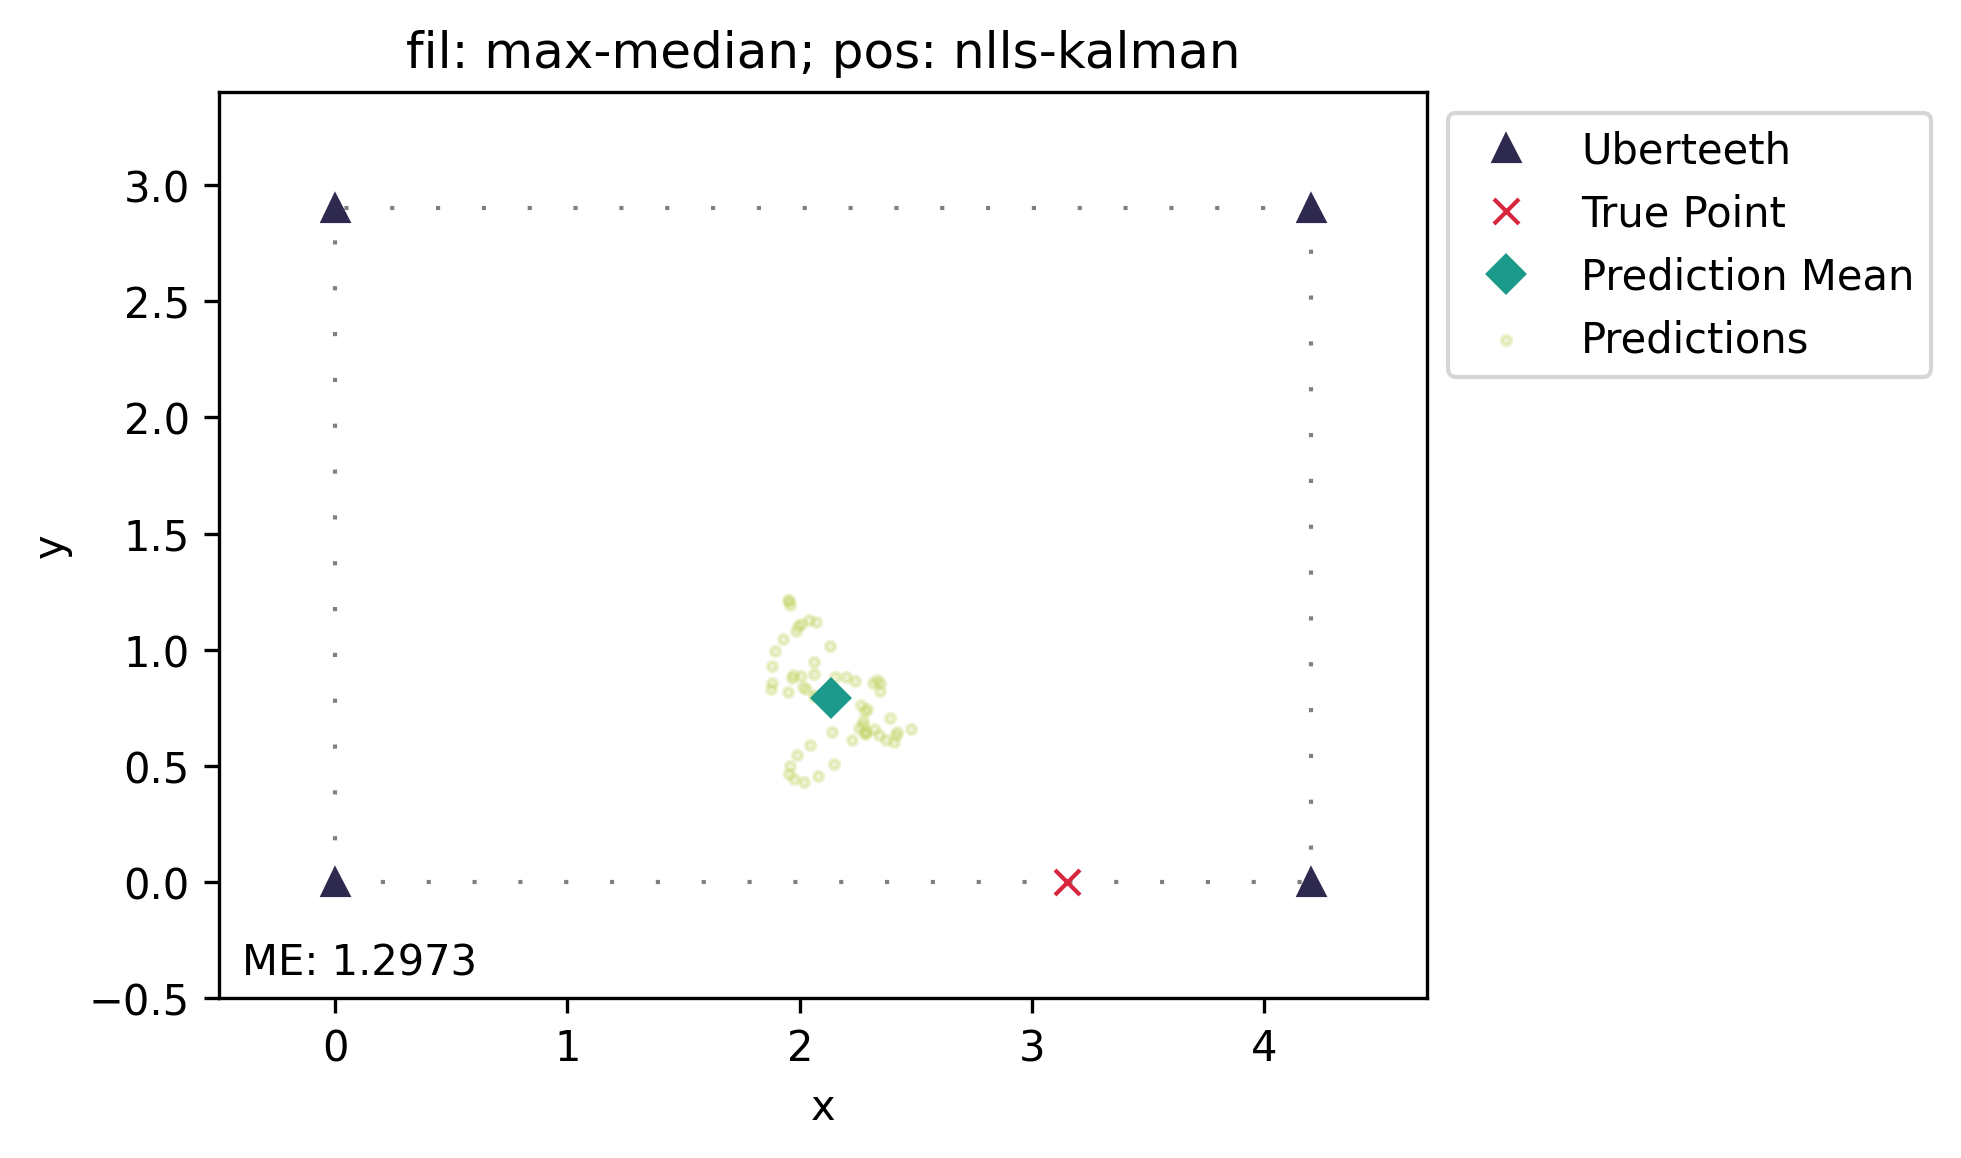 fil: max-median; pos: nlls-kalman
Uberteeth
True Point
Prediction Mean
Predictions
3.0
2.5
2.0
1.5
1.0
0.5
0.0
−0.5
y
ME: 1.2973
0 1 2 3 4
x